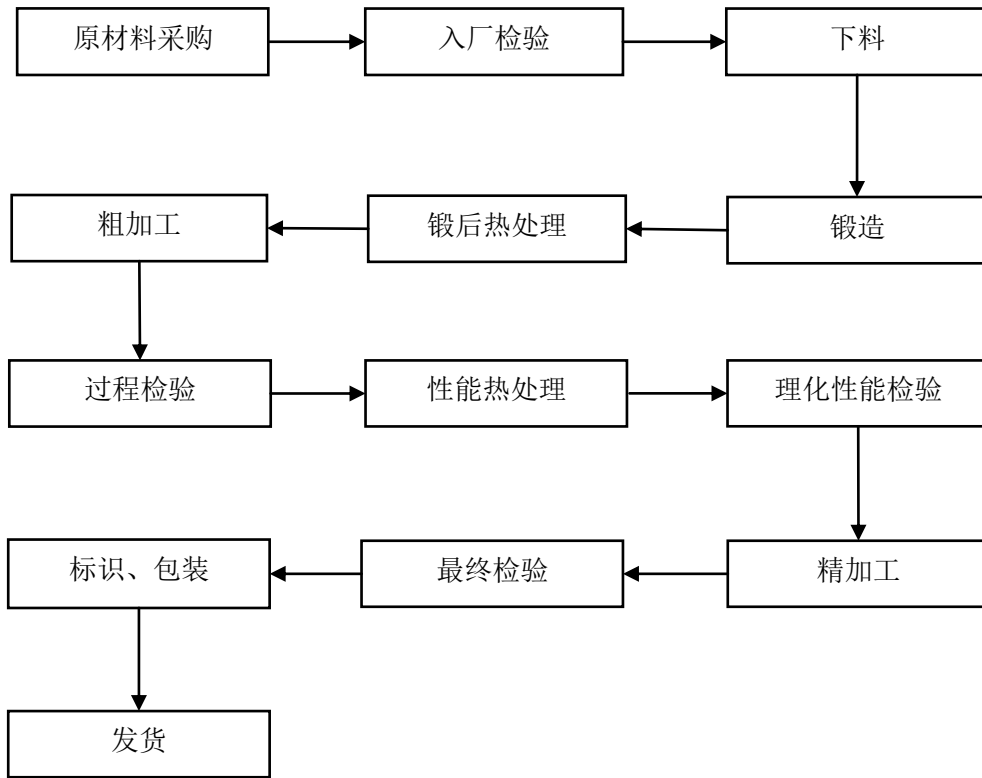 原材料采购
入厂检验
下料
锻造
锻后热处理
粗加工
过程检验
性能热处理
理化性能检验
精加工
最终检验
标识、包装
发货